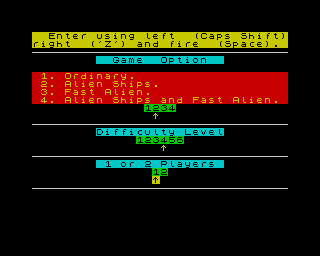 Enter using left (Caps Shift)
right ('Z') and fire (Space).
Game Option
1. Ordinary.
2. Alien Ships.
3. Fast Alien.
4. Alien Ships and Fast Alien.
1234
↑
Difficulty Level
123456
↑
1 or 2 Players
12
↑